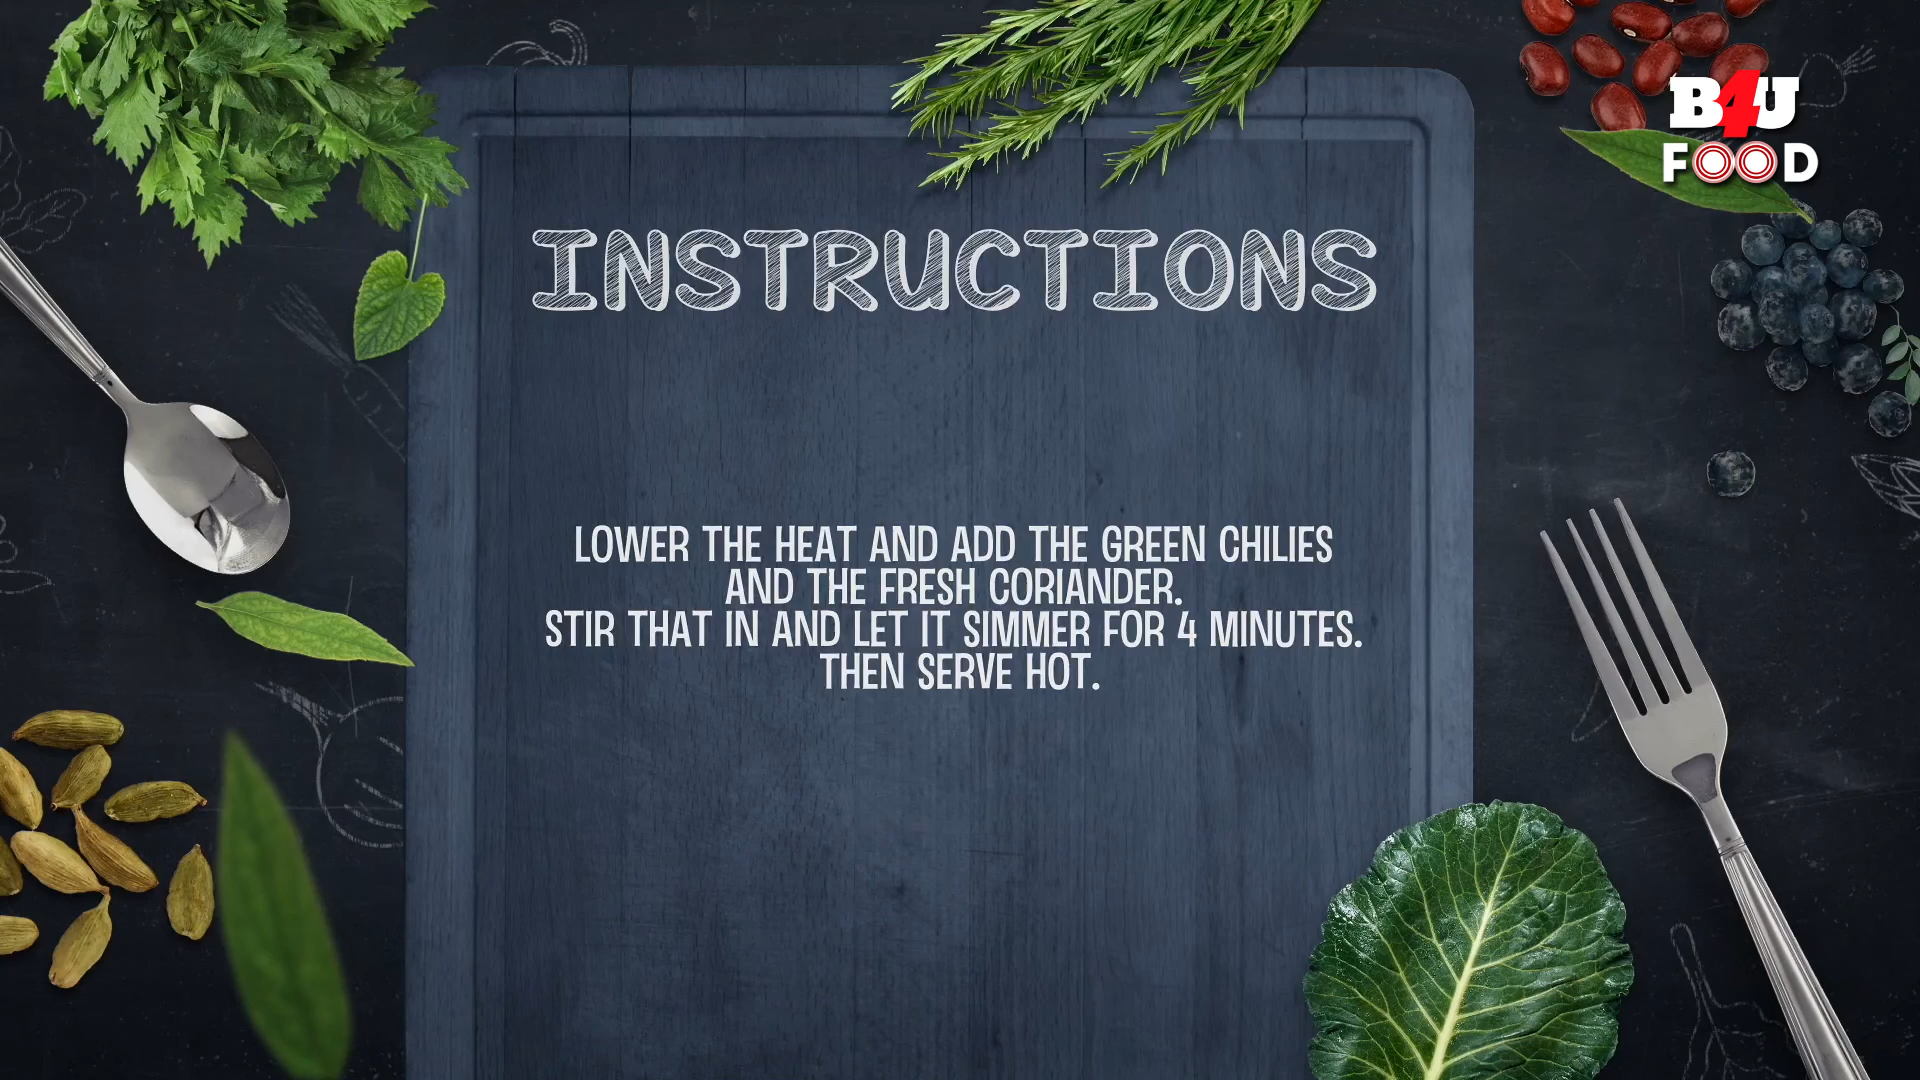 B4U
FOOD
INSTRUCTIONS
LOWER THE HEAT AND ADD THE GREEN CHILIES
AND THE FRESH CORIANDER.
STIR THAT IN AND LET IT SIMMER FOR 4 MINUTES.
THEN SERVE HOT.